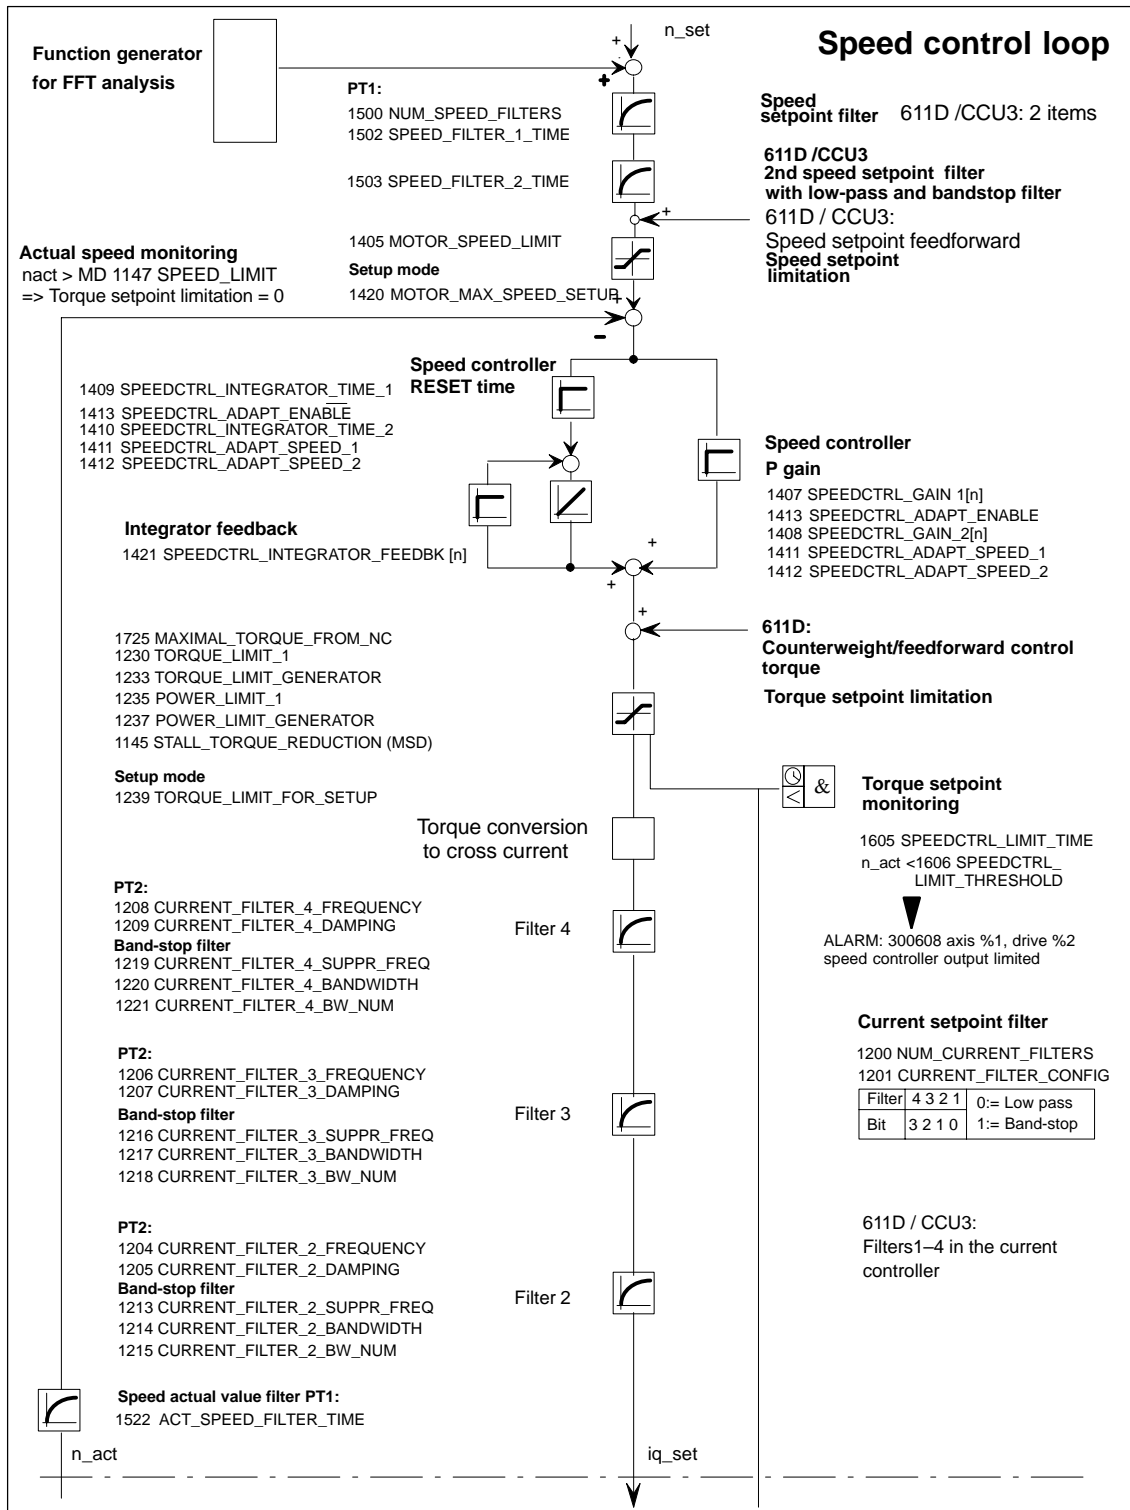 n_set
Speed control loop
Function generator
for FFT analysis
+
+
PT1:
1500 NUM_SPEED_FILTERS
1502 SPEED_FILTER_1_TIME
Speed
setpoint filter
611D /CCU3: 2 items
1503 SPEED_FILTER_2_TIME
611D /CCU3
2nd speed setpoint filter
with low-pass and bandstop filter
+
611D / CCU3:
Speed setpoint feedforward
Speed setpoint
limitation
1405 MOTOR_SPEED_LIMIT
Setup mode
1420 MOTOR_MAX_SPEED_SETUP
Actual speed monitoring
nact > MD 1147 SPEED_LIMIT
=> Torque setpoint limitation = 0
+
–
Speed controller
RESET time
1409 SPEEDCTRL_INTEGRATOR_TIME_1
1413 SPEEDCTRL_ADAPT_ENABLE
1410 SPEEDCTRL_INTEGRATOR_TIME_2
1411 SPEEDCTRL_ADAPT_SPEED_1
1412 SPEEDCTRL_ADAPT_SPEED_2
Speed controller
P gain
1407 SPEEDCTRL_GAIN 1[n]
1413 SPEEDCTRL_ADAPT_ENABLE
1408 SPEEDCTRL_GAIN_2[n]
1411 SPEEDCTRL_ADAPT_SPEED_1
1412 SPEEDCTRL_ADAPT_SPEED_2
Integrator feedback
1421 SPEEDCTRL_INTEGRATOR_FEEDBK [n]
+
+
+
611D:
Counterweight/feedforward control
torque
Torque setpoint limitation
1725 MAXIMAL_TORQUE_FROM_NC
1230 TORQUE_LIMIT_1
1233 TORQUE_LIMIT_GENERATOR
1235 POWER_LIMIT_1
1237 POWER_LIMIT_GENERATOR
1145 STALL_TORQUE_REDUCTION (MSD)
Setup mode
1239 TORQUE_LIMIT_FOR_SETUP
<
&
Torque setpoint
monitoring
1605 SPEEDCTRL_LIMIT_TIME
n_act <1606 SPEEDCTRL_
LIMIT_THRESHOLD
ALARM: 300608 axis %1, drive %2
speed controller output limited
Torque conversion
to cross current
PT2:
1208 CURRENT_FILTER_4_FREQUENCY
1209 CURRENT_FILTER_4_DAMPING
Band-stop filter
1219 CURRENT_FILTER_4_SUPPR_FREQ
1220 CURRENT_FILTER_4_BANDWIDTH
1221 CURRENT_FILTER_4_BW_NUM
Filter 4
Current setpoint filter
1200 NUM_CURRENT_FILTERS
1201 CURRENT_FILTER_CONFIG
Filter 4 3 2 1 0:= Low pass
Bit 3 2 1 0 1:= Band-stop
PT2:
1206 CURRENT_FILTER_3_FREQUENCY
1207 CURRENT_FILTER_3_DAMPING
Band-stop filter
1216 CURRENT_FILTER_3_SUPPR_FREQ
1217 CURRENT_FILTER_3_BANDWIDTH
1218 CURRENT_FILTER_3_BW_NUM
Filter 3
611D / CCU3:
Filters1–4 in the current
controller
PT2:
1204 CURRENT_FILTER_2_FREQUENCY
1205 CURRENT_FILTER_2_DAMPING
Band-stop filter
1213 CURRENT_FILTER_2_SUPPR_FREQ
1214 CURRENT_FILTER_2_BANDWIDTH
1215 CURRENT_FILTER_2_BW_NUM
Filter 2
Speed actual value filter PT1:
1522 ACT_SPEED_FILTER_TIME
n_act
iq_set